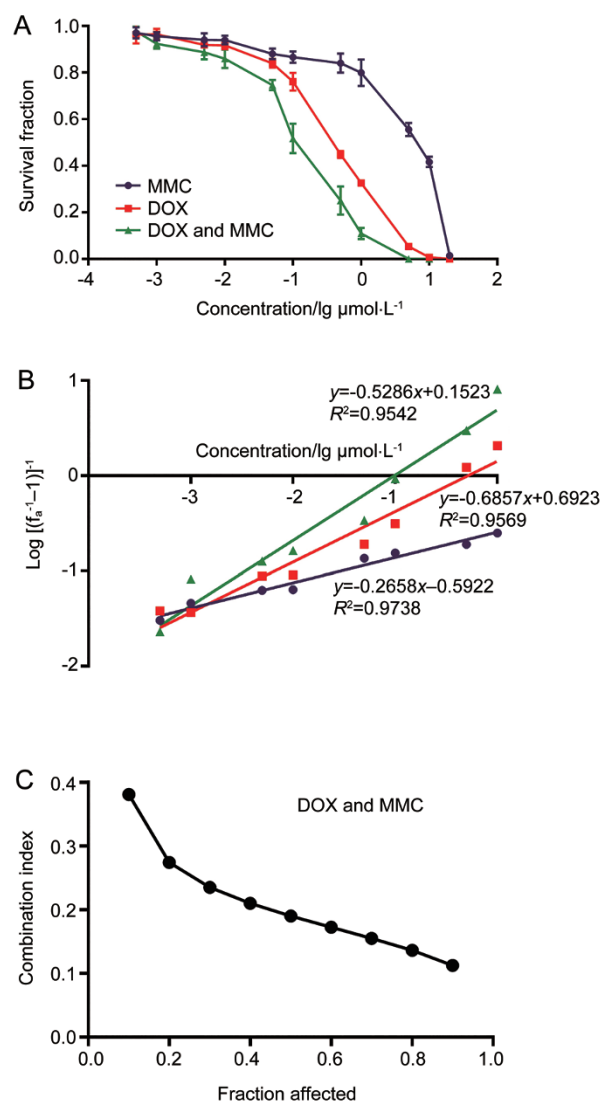 A
1.0
0.8
0.6
0.4
0.2
0.0
Survival fraction
MMC
DOX
DOX and MMC
-4 -3 -2 -1 0 1 2
Concentration/lg μmol·L⁻¹
B
1
0
-1
-2
Log [(fₐ⁻¹–1)]⁻¹
y=-0.5286x+0.1523
R²=0.9542
Concentration/lg μmol·L⁻¹
-3 -2 -1 0
y=-0.6857x+0.6923
R²=0.9569
y=-0.2658x–0.5922
R²=0.9738
C
0.4
0.3
0.2
0.1
0.0
Combination index
DOX and MMC
0.0 0.2 0.4 0.6 0.8 1.0
Fraction affected